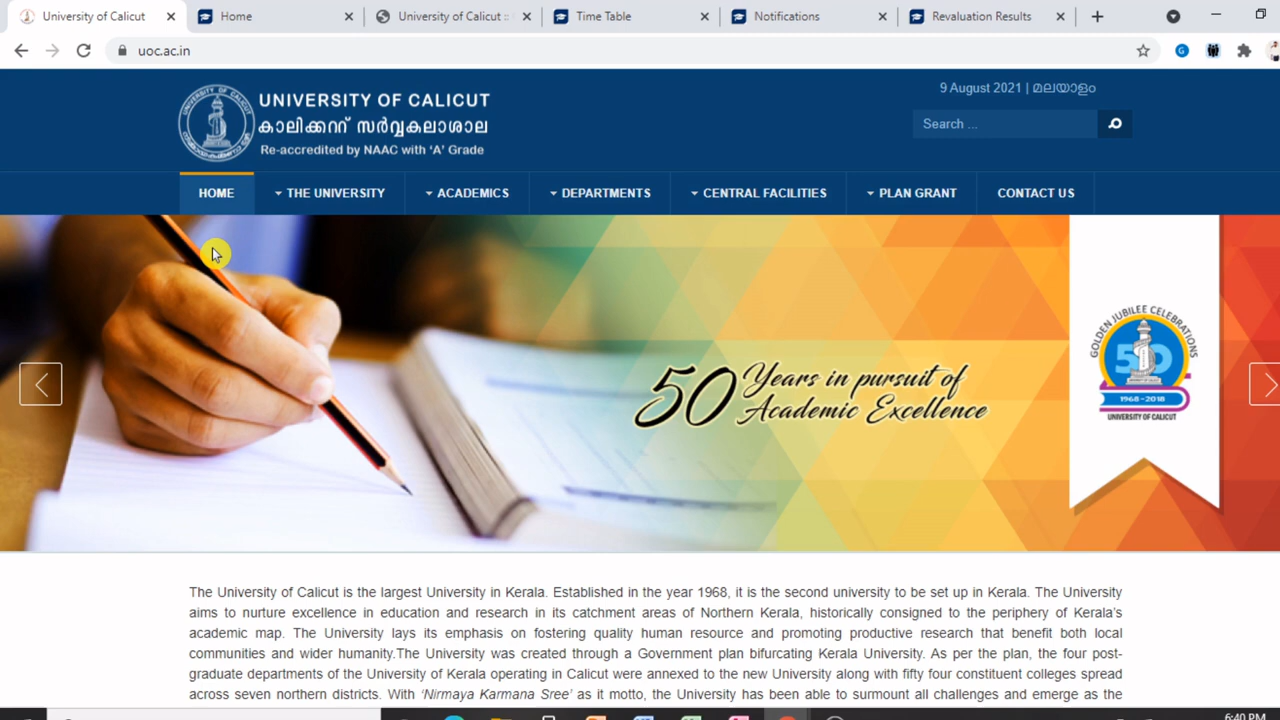 University of Calicut
Home
University of Calicut ::
Time Table
Notifications
Revaluation Results
uoc.ac.in
UNIVERSITY OF CALICUT
കാലിക്കററ് സർവ്വകലാശാല
Re-accredited by NAAC with ‘A’ Grade
9 August 2021 | മലയാളം
Search ...
HOME
THE UNIVERSITY
ACADEMICS
DEPARTMENTS
CENTRAL FACILITIES
PLAN GRANT
CONTACT US
50 Years in pursuit of
Academic Excellence
GOLDEN JUBILEE CELEBRATIONS
50
1968 - 2018
UNIVERSITY OF CALICUT
The University of Calicut is the largest University in Kerala. Established in the year 1968, it is the second university to be set up in Kerala. The University
aims to nurture excellence in education and research in its catchment areas of Northern Kerala, historically consigned to the periphery of Kerala’s
academic map. The University lays its emphasis on fostering quality human resource and promoting productive research that benefit both local
communities and wider humanity.The University was created through a Government plan bifurcating Kerala University. As per the plan, the four post-
graduate departments of the University of Kerala operating in Calicut were annexed to the new University along with fifty four constituent colleges spread
across seven northern districts. With ‘Nirmaya Karmana Sree’ as it motto, the University has been able to surmount all challenges and emerge as the
6:40 PM